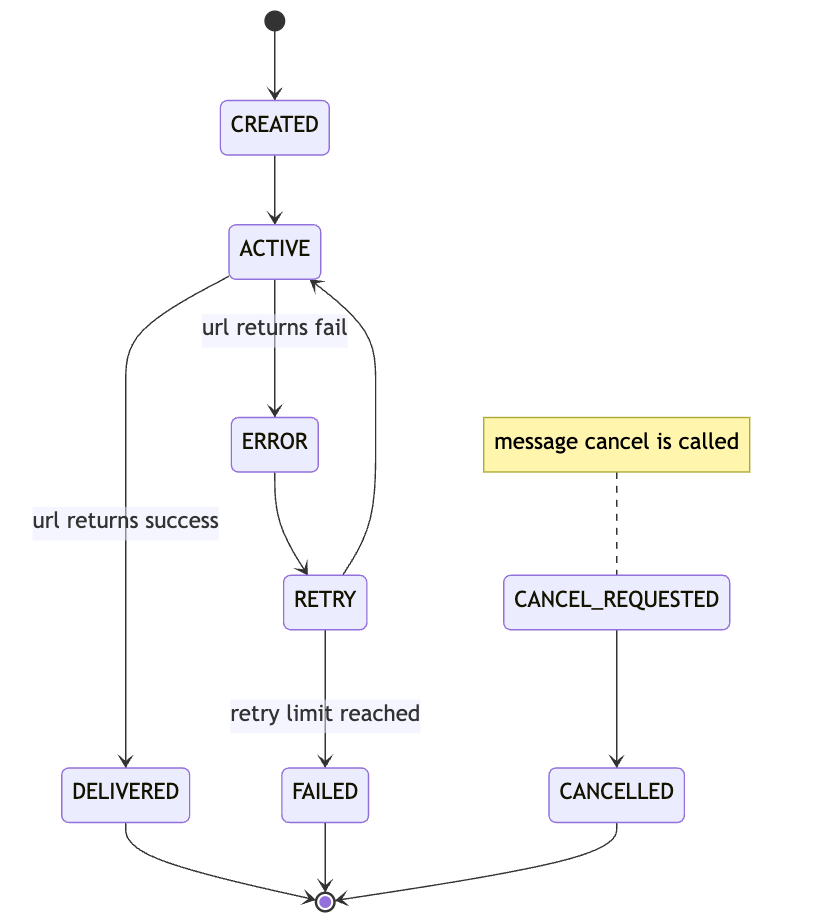 CREATED
ACTIVE
url returns fail
ERROR
message cancel is called
url returns success
RETRY
CANCEL_REQUESTED
retry limit reached
DELIVERED
FAILED
CANCELLED